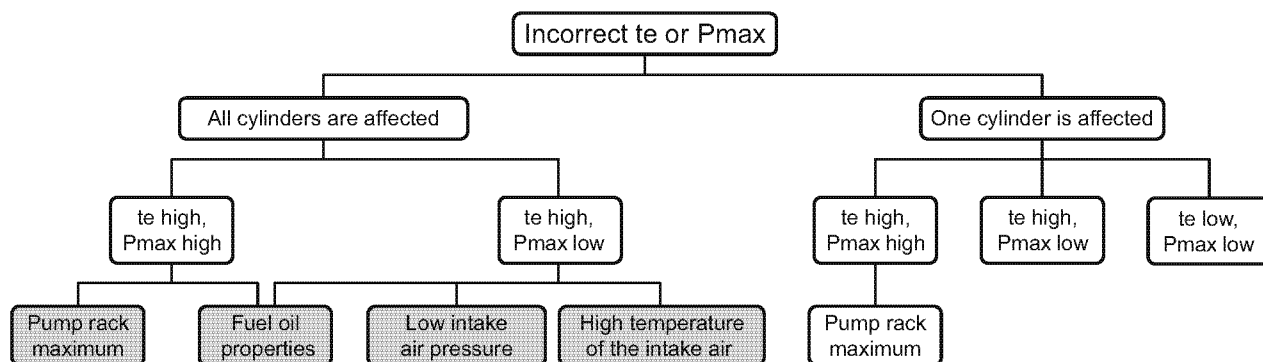 Incorrect te or Pmax
All cylinders are affected
One cylinder is affected
te high,
Pmax high
te high,
Pmax low
te high,
Pmax high
te high,
Pmax low
te low,
Pmax low
Pump rack
maximum
Fuel oil
properties
Low intake
air pressure
High temperature
of the intake air
Pump rack
maximum